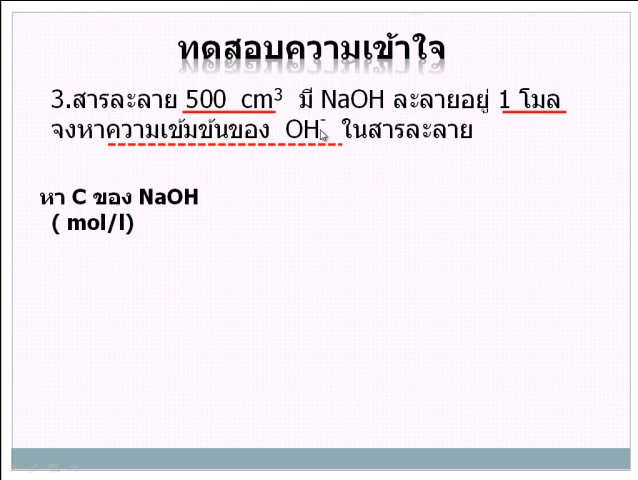 ทดสอบความเข้าใจ
3.สารละลาย 500 cm³ มี NaOH ละลายอยู่ 1 โมล
จงหาความเข้มข้นของ OH⁻ ในสารละลาย
หา C ของ NaOH
( mol/l)